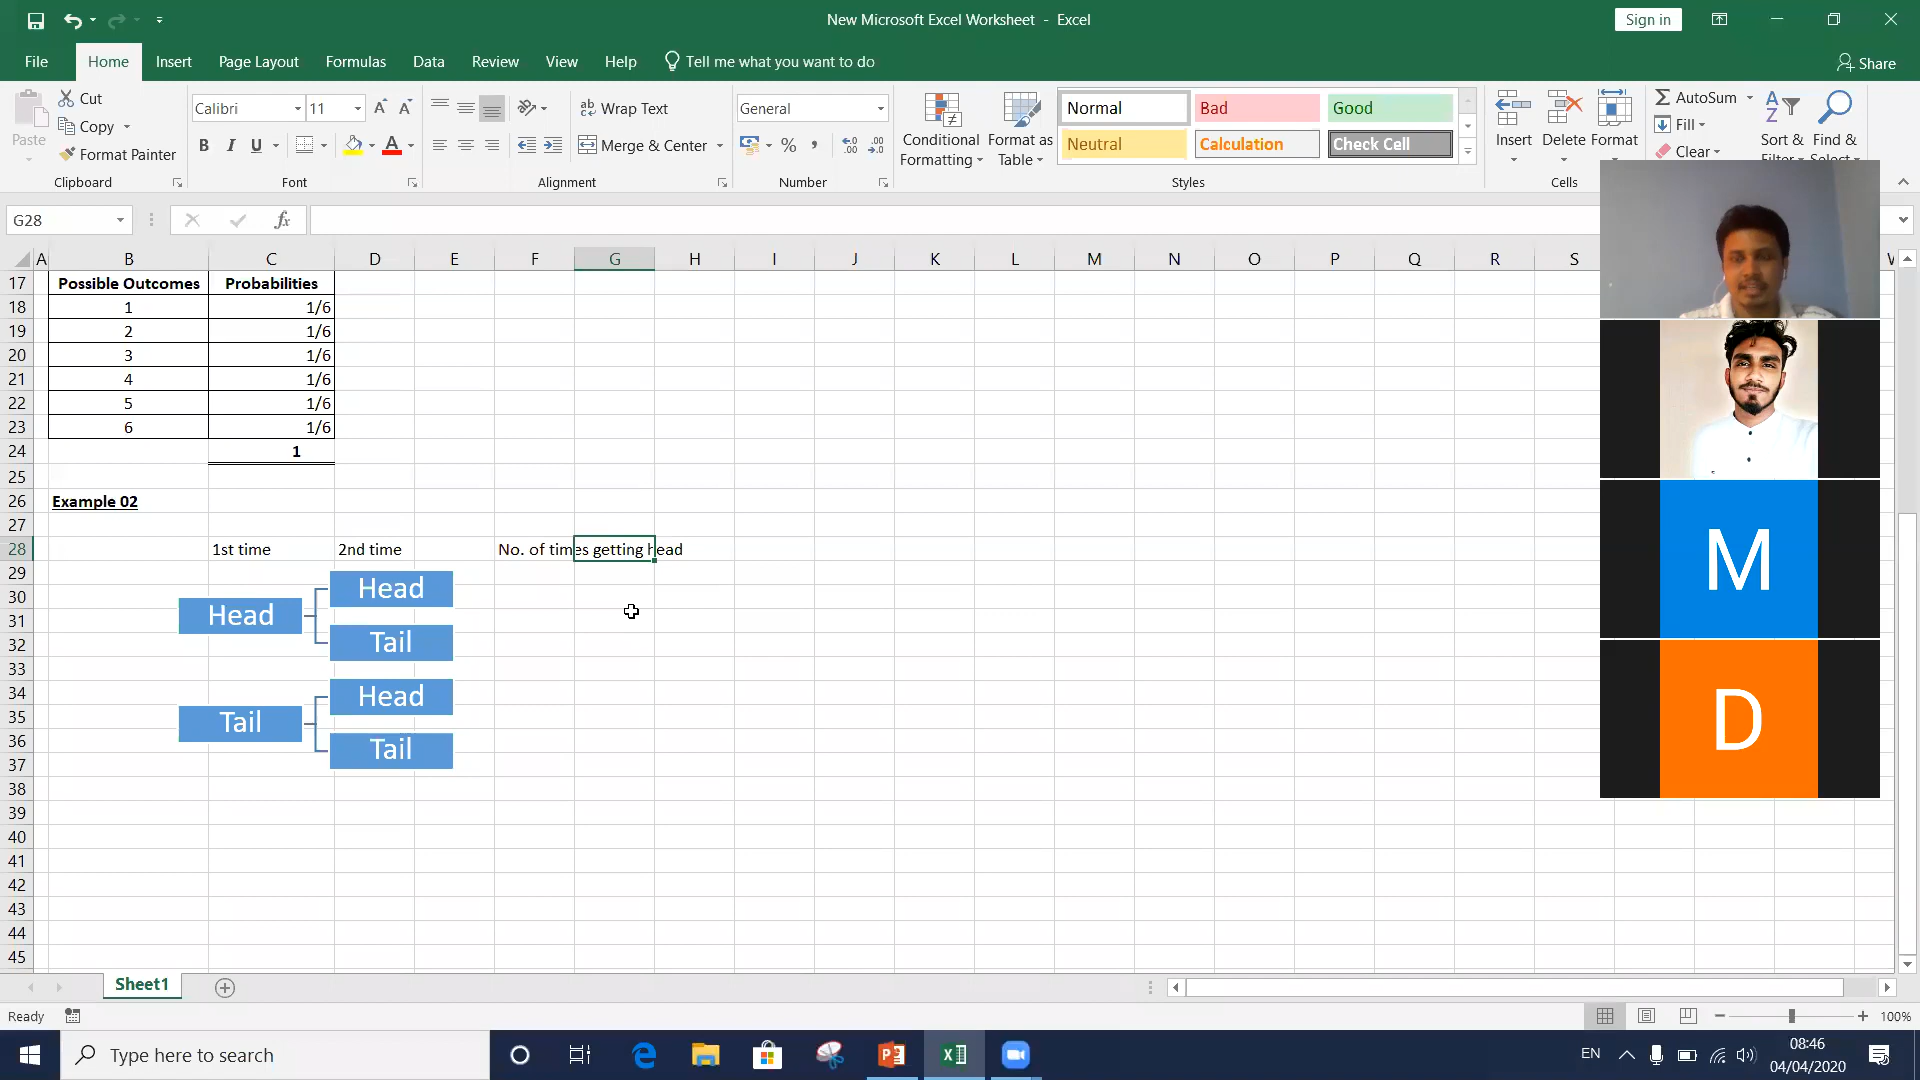 New Microsoft Excel Worksheet - Excel
Sign in
File Home Insert Page Layout Formulas Data Review View Help Tell me what you want to do
Share
Paste
Cut
Copy
Format Painter
Clipboard
Calibri 11
B I U
Font
Wrap Text
Merge & Center
Alignment
General
Number
Conditional Formatting
Format as Table
Normal Bad Good
Neutral Calculation Check Cell
Styles
Insert Delete Format
Cells
AutoSum
Fill
Clear
Sort & Filter
Find & Select
G28
fx
A B C D E F G H I J K L M N O P Q R S
17 Possible Outcomes Probabilities
18 1 1/6
19 2 1/6
20 3 1/6
21 4 1/6
22 5 1/6
23 6 1/6
24 1
25
26 Example 02
27
28 1st time 2nd time No. of times getting head
29
30
31
32
33
34
35
36
37
38
39
40
41
42
43
44
45
Head
Head
Tail
Tail
Head
Tail
M
D
Sheet1
Ready
100%
Type here to search
EN
08:46
04/04/2020